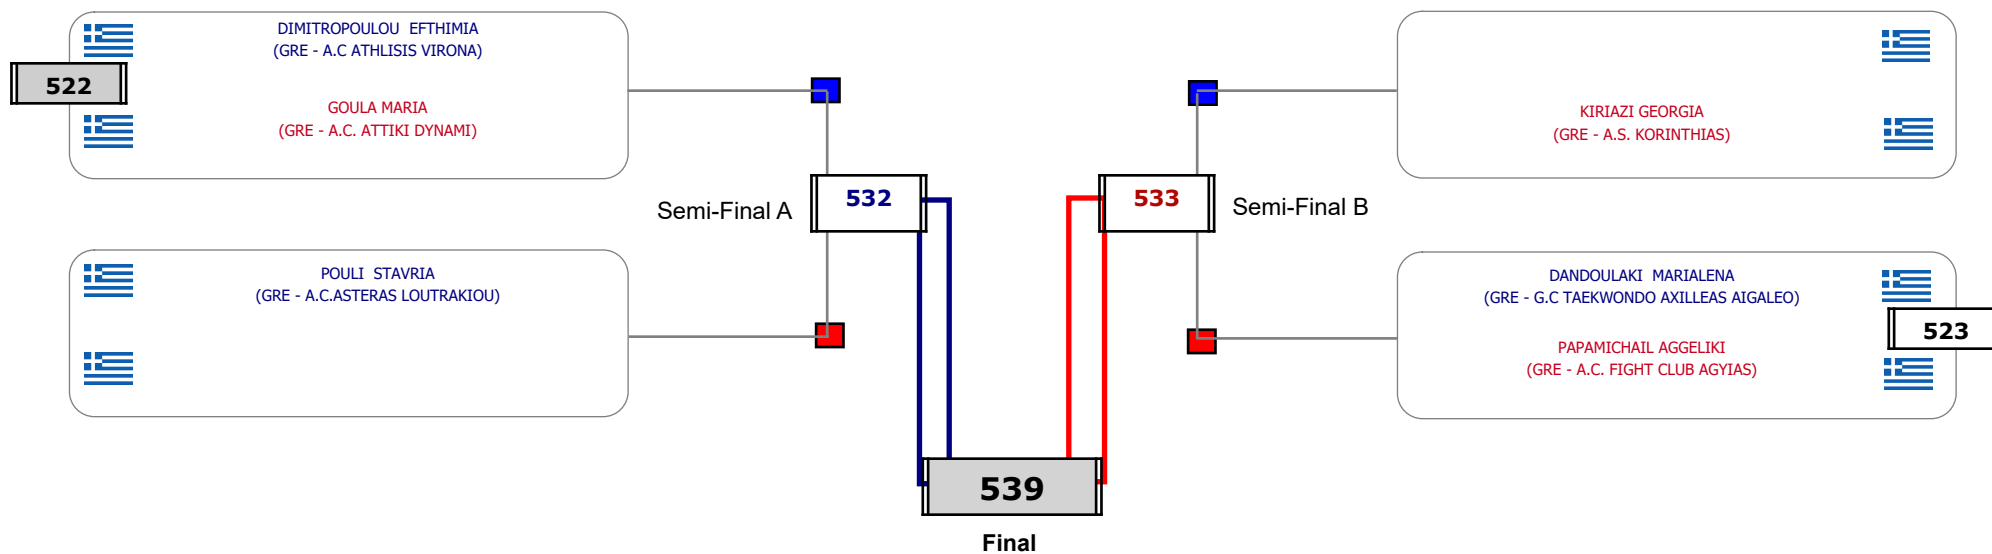 DIMITROPOULOU EFTHIMIA
(GRE - A.C ATHLISIS VIRONA)
522
GOULA MARIA
(GRE - A.C. ATTIKI DYNAMI)
KIRIAZI GEORGIA
(GRE - A.S. KORINTHIAS)
Semi-Final A
532
533
Semi-Final B
POULI STAVRIA
(GRE - A.C.ASTERAS LOUTRAKIOU)
DANDOULAKI MARIALENA
(GRE - G.C TAEKWONDO AXILLEAS AIGALEO)
523
PAPAMICHAIL AGGELIKI
(GRE - A.C. FIGHT CLUB AGYIAS)
539
Final